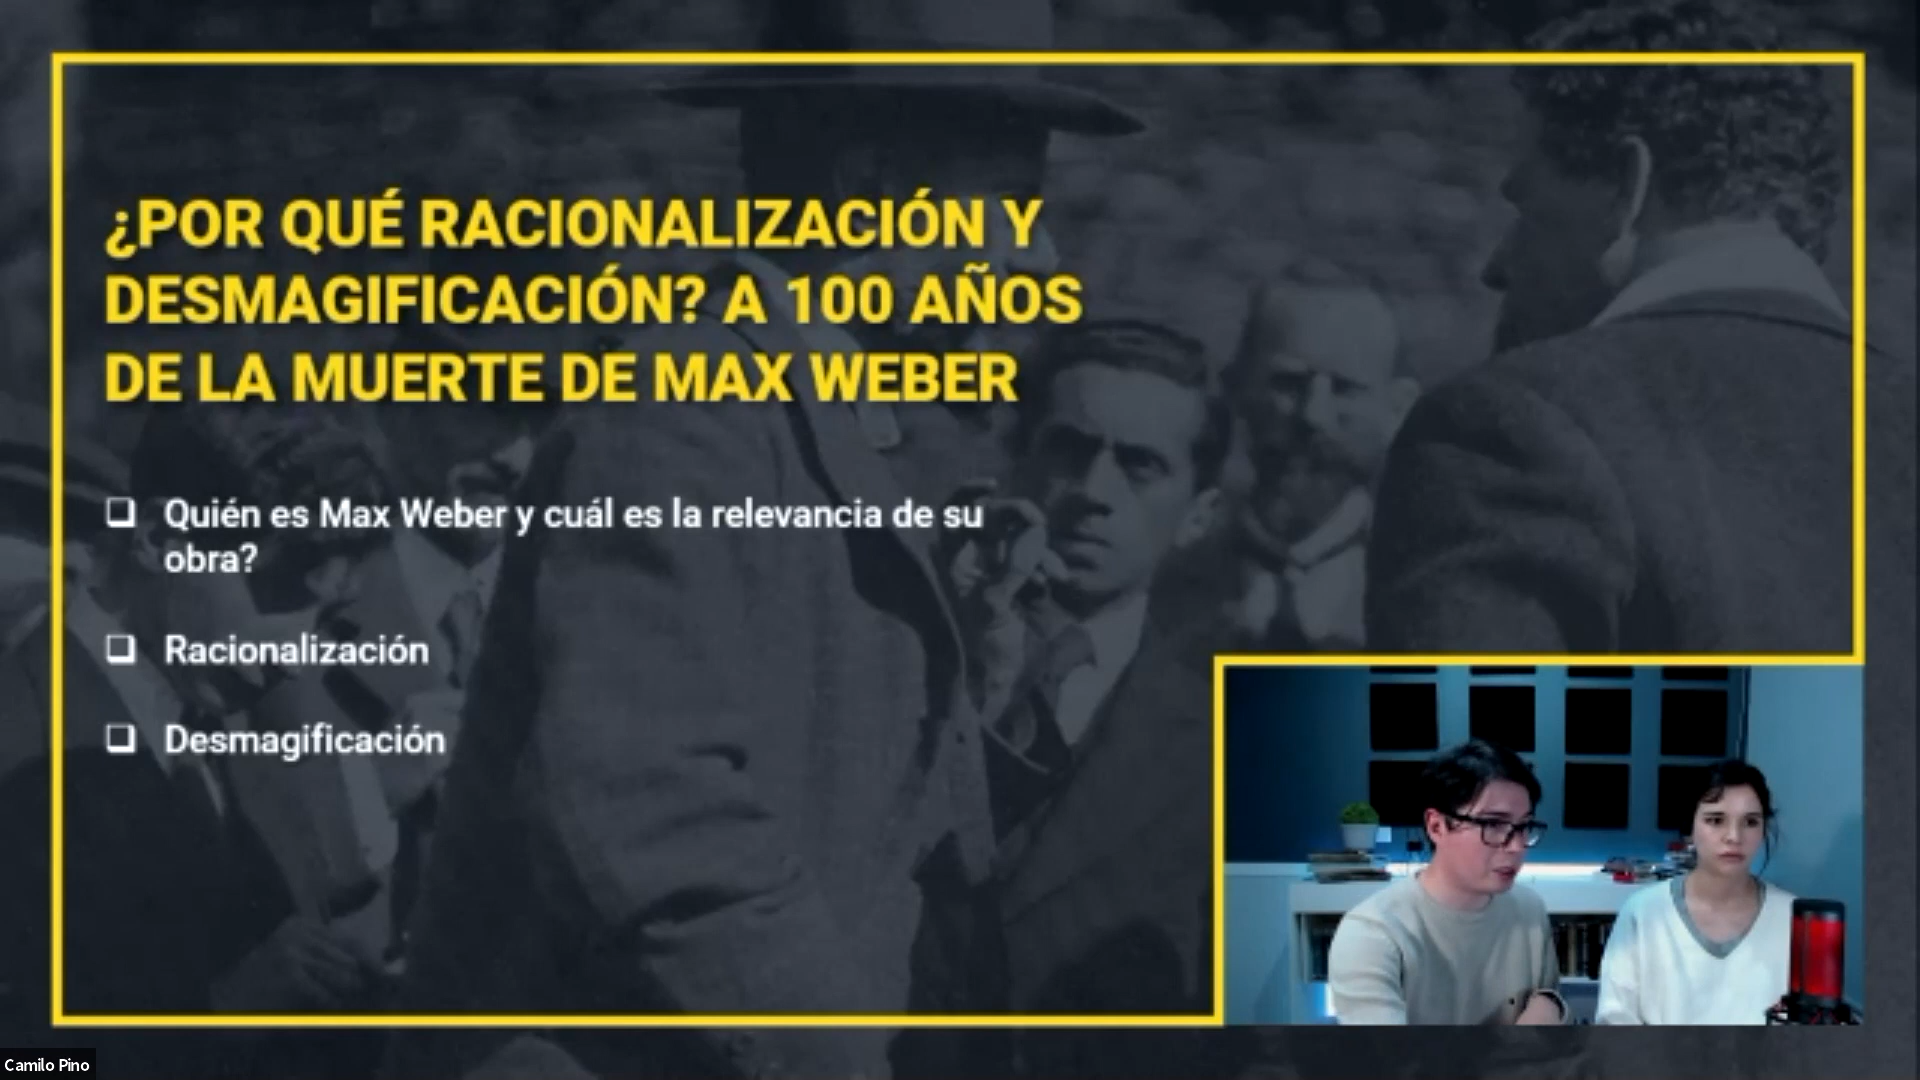 ¿POR QUÉ RACIONALIZACIÓN Y
DESMAGIFICACIÓN? A 100 AÑOS
DE LA MUERTE DE MAX WEBER
❑ Quién es Max Weber y cuál es la relevancia de su
obra?
❑ Racionalización
❑ Desmagificación
Camilo Pino